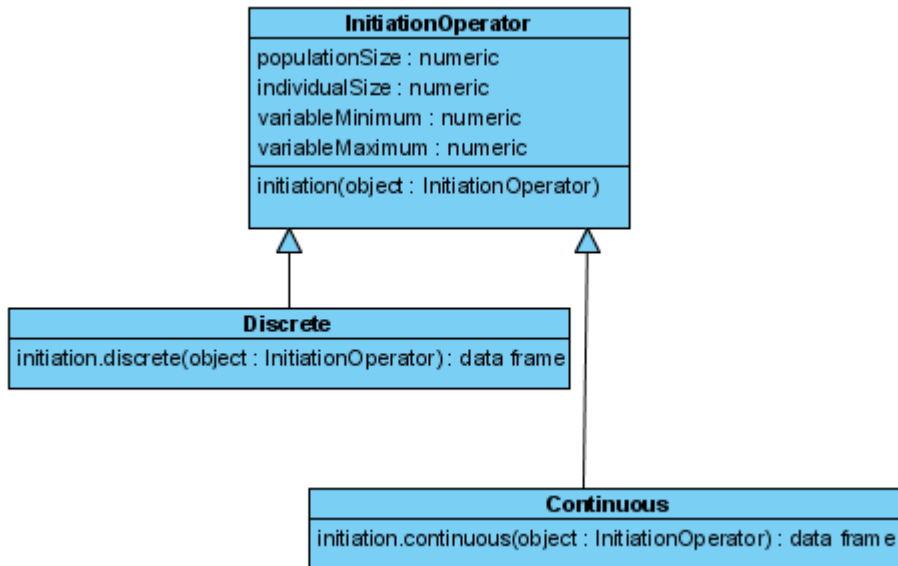 InitiationOperator
populationSize : numeric
individualSize : numeric
variableMinimum : numeric
variableMaximum : numeric
initiation(object : InitiationOperator)
Discrete
initiation.discrete(object : InitiationOperator) : data frame
Continuous
initiation.continuous(object : InitiationOperator) : data frame